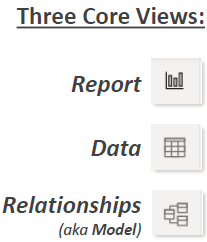 Three Core Views:
Report
Data
Relationships
(aka Model)